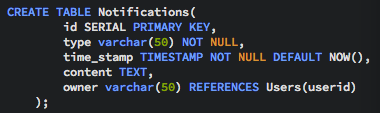 CREATE TABLE Notifications(
id SERIAL PRIMARY KEY,
type varchar(50) NOT NULL,
time_stamp TIMESTAMP NOT NULL DEFAULT NOW(),
content TEXT,
owner varchar(50) REFERENCES Users(userid)
);